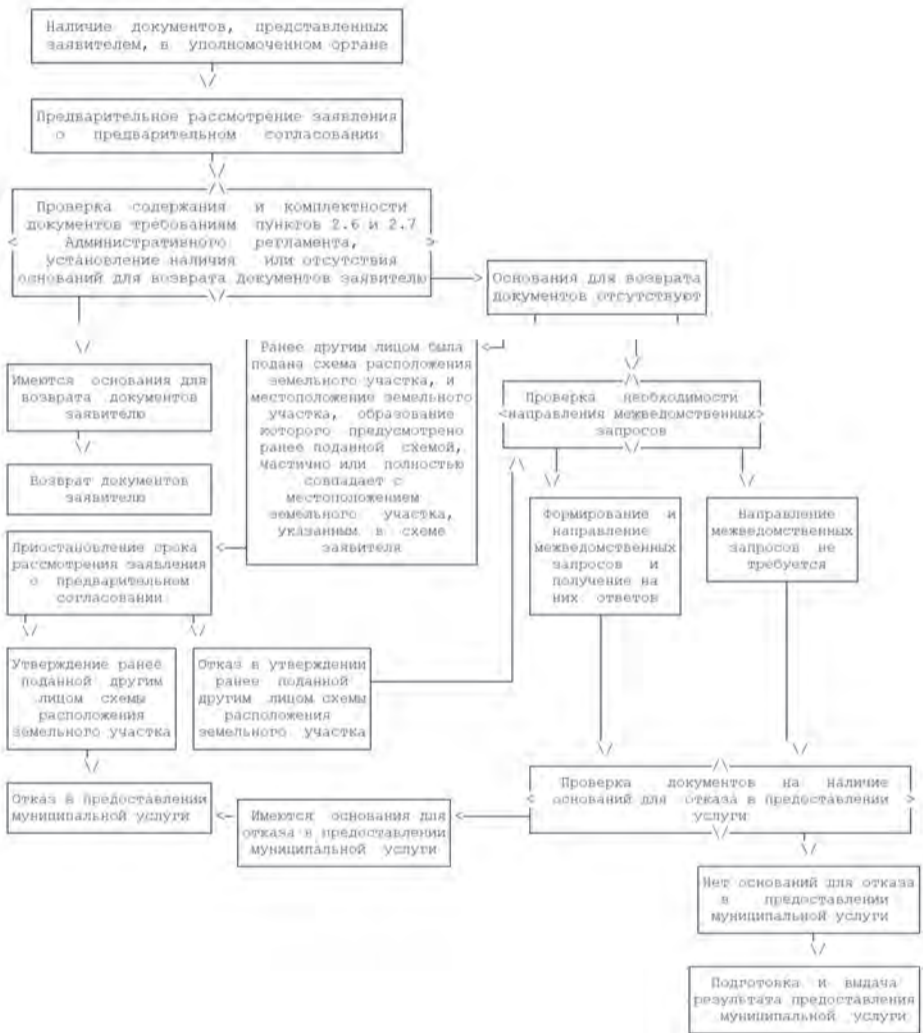 Наличие документов, представленных
заявителем, в уполномоченном органе
\/
Предварительное рассмотрение заявления
о предварительном согласовании
\/
/\
Проверка содержания и комплектности
документов требованиям пунктов 2.6 и 2.7
< Административного регламента, >
установление наличия или отсутствия
оснований для возврата документов заявителю
\/
>
Основания для возврата
документов отсутствуют
\/
Имеются основания для
возврата документов
заявителю
\/
Возврат документов
заявителю
Ранее другим лицом была <
подана схема расположения
земельного участка, и
местоположение земельного
участка, образование
которого предусмотрено
ранее поданной схемой,
частично или полностью
совпадает с
местоположением
земельного участка,
указанным в схеме
заявителя
\/
/\
Проверка необходимости
<направления межведомственных>
запросов
\/
/\
\/ \/
Формирование и
направление
межведомственных
запросов и
получение на
них ответов
Направление
межведомственных
запросов не
требуется
<
Приостановление срока
рассмотрения заявления
о предварительном
согласовании
\/ \/
Утверждение ранее
поданной другим
лицом схемы
расположения
земельного участка
Отказ в утверждении
ранее поданной
другим лицом схемы
расположения
земельного участка
\/
\/ \/
/\
Проверка документов на наличие
< оснований для отказа в предоставлении >
услуги
\/
Отказ в предоставлении
муниципальной услуги
<
Имеются основания для
отказа в предоставлении
муниципальной услуги
<
\/
Нет оснований для отказа
в предоставлении
муниципальной услуги
\/
Подготовка и выдача
результата предоставления
муниципальной услуги